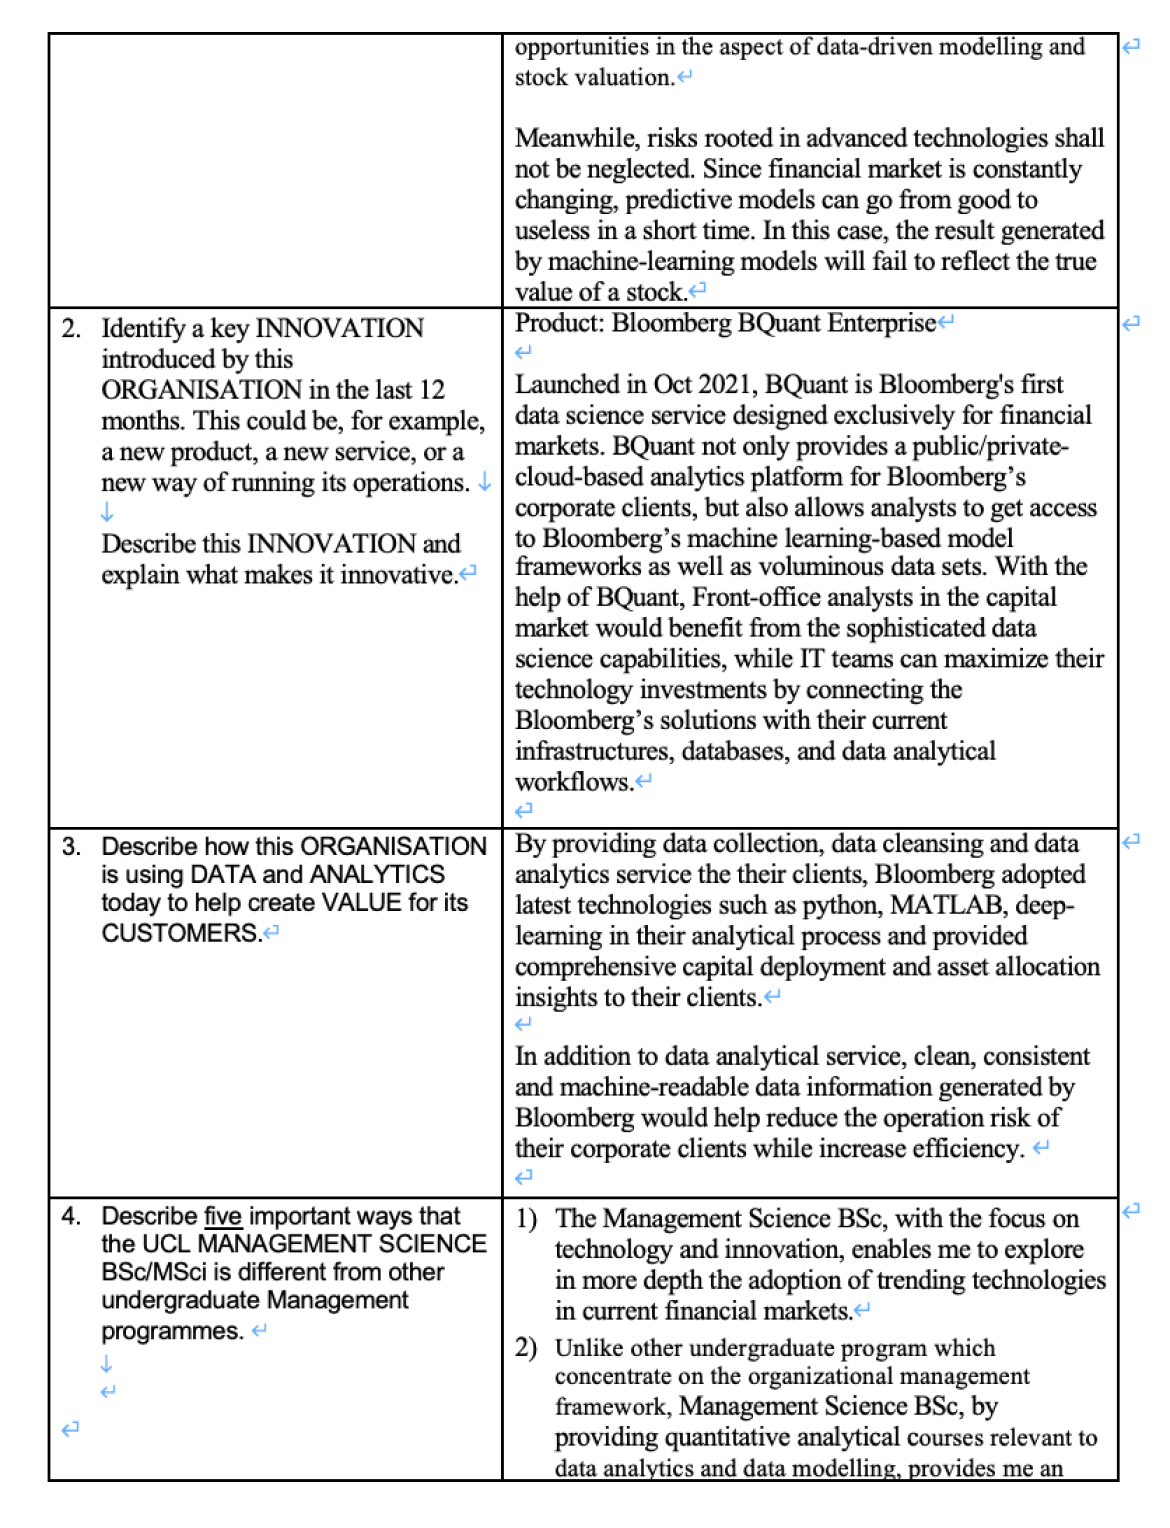 opportunities in the aspect of data-driven modelling and
stock valuation.
Meanwhile, risks rooted in advanced technologies shall
not be neglected. Since financial market is constantly
changing, predictive models can go from good to
useless in a short time. In this case, the result generated
by machine-learning models will fail to reflect the true
value of a stock.
2. Identify a key INNOVATION
introduced by this
ORGANISATION in the last 12
months. This could be, for example,
a new product, a new service, or a
new way of running its operations.
Describe this INNOVATION and
explain what makes it innovative.
Product: Bloomberg BQuant Enterprise
Launched in Oct 2021, BQuant is Bloomberg's first
data science service designed exclusively for financial
markets. BQuant not only provides a public/private-
cloud-based analytics platform for Bloomberg’s
corporate clients, but also allows analysts to get access
to Bloomberg’s machine learning-based model
frameworks as well as voluminous data sets. With the
help of BQuant, Front-office analysts in the capital
market would benefit from the sophisticated data
science capabilities, while IT teams can maximize their
technology investments by connecting the
Bloomberg’s solutions with their current
infrastructures, databases, and data analytical
workflows.
3. Describe how this ORGANISATION
is using DATA and ANALYTICS
today to help create VALUE for its
CUSTOMERS.
By providing data collection, data cleansing and data
analytics service the their clients, Bloomberg adopted
latest technologies such as python, MATLAB, deep-
learning in their analytical process and provided
comprehensive capital deployment and asset allocation
insights to their clients.
In addition to data analytical service, clean, consistent
and machine-readable data information generated by
Bloomberg would help reduce the operation risk of
their corporate clients while increase efficiency.
4. Describe five important ways that
the UCL MANAGEMENT SCIENCE
BSc/MSci is different from other
undergraduate Management
programmes.
1) The Management Science BSc, with the focus on
technology and innovation, enables me to explore
in more depth the adoption of trending technologies
in current financial markets.
2) Unlike other undergraduate program which
concentrate on the organizational management
framework, Management Science BSc, by
providing quantitative analytical courses relevant to
data analytics and data modelling, provides me an